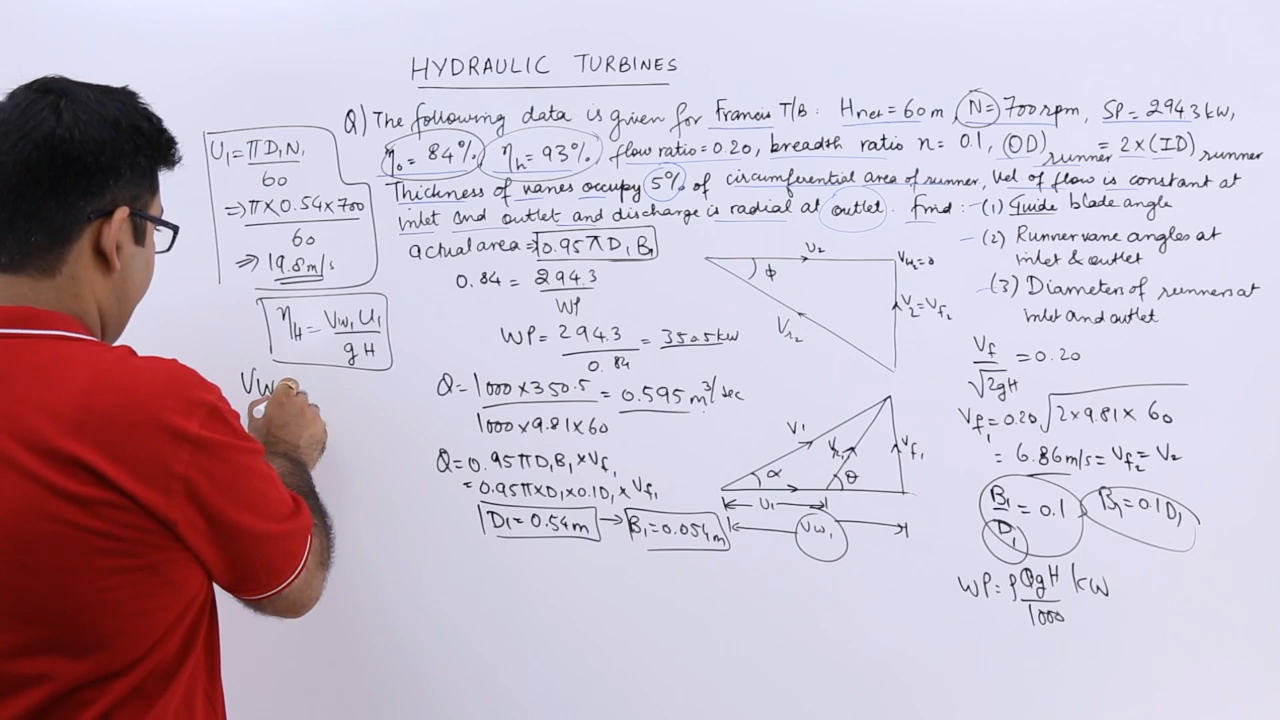 HYDRAULIC TURBINES
Q) The following data is given for Francis T/B : Hnet = 60 m, N = 700 rpm, SP = 294.3 kW,
ηo = 84%, ηh = 93%, flow ratio = 0.20, breadth ratio n = 0.1, (OD)runner = 2×(ID)runner
Thickness of vanes occupy 5% of circumferential area of runner, Vel of flow is constant at
inlet and outlet and discharge is radial at outlet. Find :- (1) Guide blade angle
(2) Runner vane angles at
inlet & outlet
(3) Diameters of runners at
inlet and outlet
U1 = πD1N1
60
⇒ π×0.54×700
60
⇒ 19.8 m/s
ηH = Vw1 U1
gH
Vw
actual area ⇒ 0.95πD1B1
0.84 = 294.3
WP
WP = 294.3 = 350.5 kW
0.84
Q = 1000×350.5 = 0.595 m³/sec
1000×9.81×60
Q = 0.95πD1B1×Vf1
= 0.95π×D1×0.1D1×Vf1
D1 = 0.54m → B1 = 0.054m
U2
φ
Vw2=0
V2=Vf2
Vr2
V1
Vr1
Vf1
α
θ
U1
Vw1
Vf = 0.20
√2gH
Vf1 = 0.20 √2×9.81×60
= 6.86 m/s = Vf2 = V2
B1 = 0.1
D1
B1 = 0.1D1
WP = ρQgH kW
1000